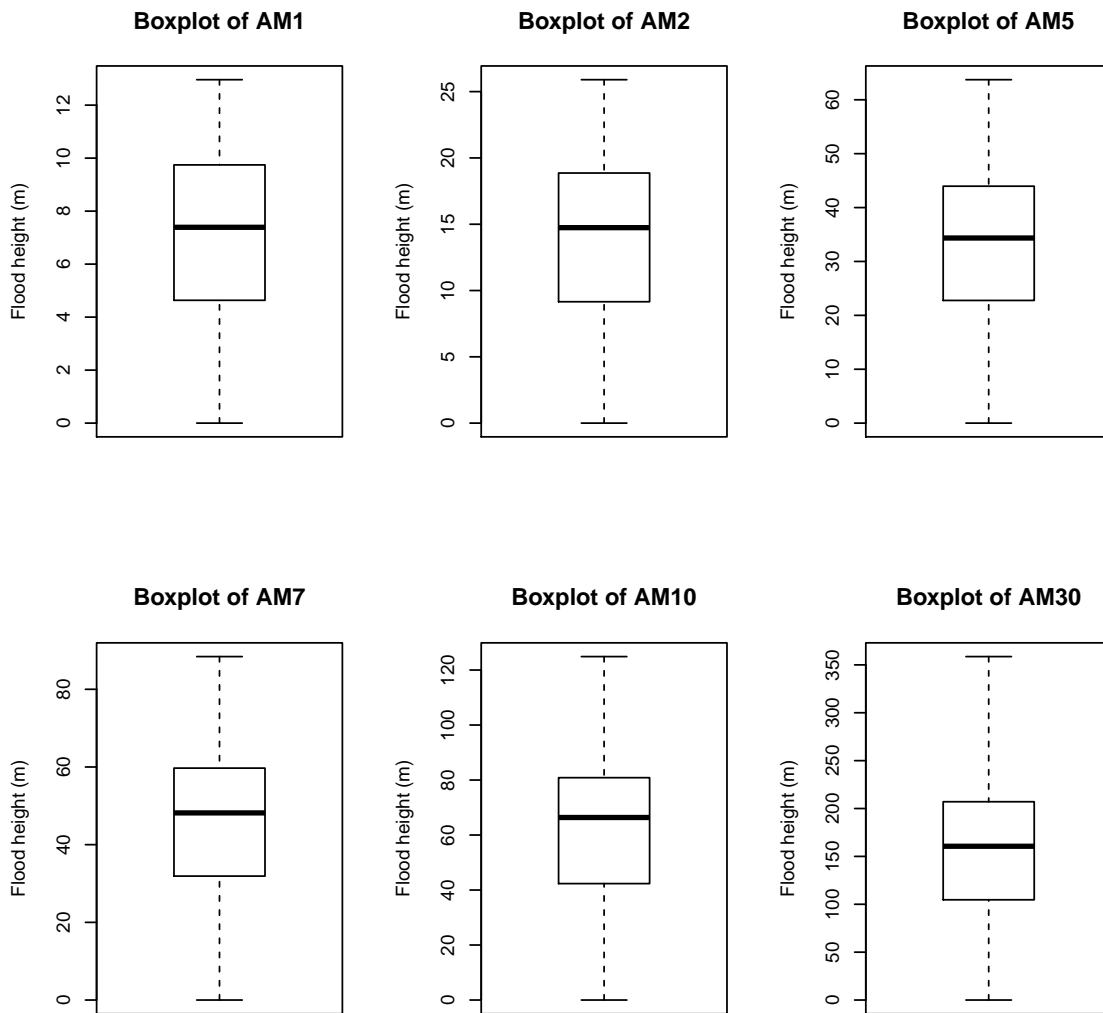 Boxplot of AM1
Flood height (m)
0 2 4 6 8 10 12
Boxplot of AM2
Flood height (m)
0 5 10 15 20 25
Boxplot of AM5
Flood height (m)
0 10 20 30 40 50 60
Boxplot of AM7
Flood height (m)
0 20 40 60 80
Boxplot of AM10
Flood height (m)
0 20 40 60 80 100 120
Boxplot of AM30
Flood height (m)
0 50 100 150 200 250 300 350